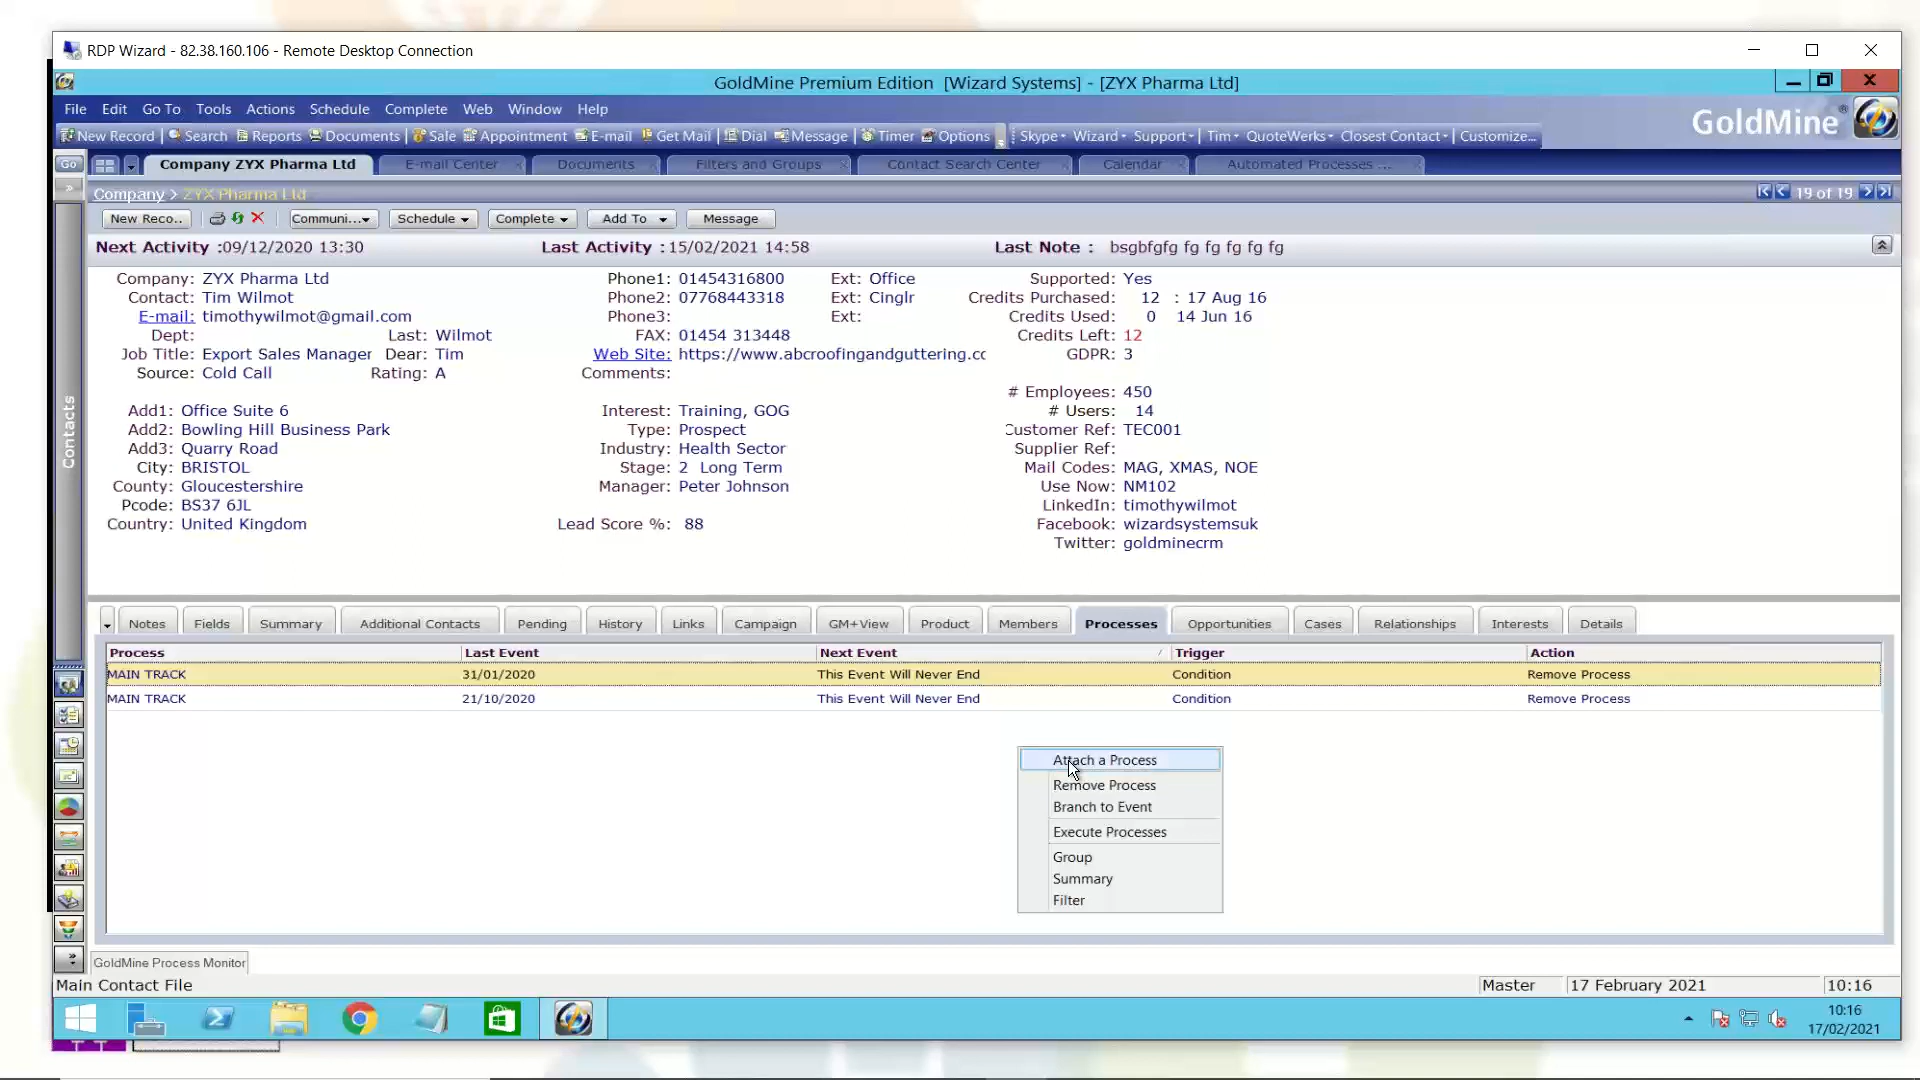 RDP Wizard - 82.38.160.106 - Remote Desktop Connection
GoldMine Premium Edition [Wizard Systems] - [ZYX Pharma Ltd]
File Edit Go To Tools Actions Schedule Complete Web Window Help
GoldMine
New Record Search Reports Documents Sale Appointment E-mail Get Mail Dial Message Timer Options Skype Wizard Support Tim QuoteWerks Closest Contact Customize...
Go Company ZYX Pharma Ltd E-mail Center Documents Filters and Groups Contact Search Center Calendar Automated Processes ...
Company > ZYX Pharma Ltd 19 of 19
New Reco.. Communi... Schedule Complete Add To Message
Next Activity :09/12/2020 13:30 Last Activity :15/02/2021 14:58 Last Note : bsgbfgfg fg fg fg fg fg
Company: ZYX Pharma Ltd Phone1: 01454316800 Ext: Office Supported: Yes
Contact: Tim Wilmot Phone2: 07768443318 Ext: Cinglr Credits Purchased: 12 : 17 Aug 16
E-mail: timothywilmot@gmail.com Phone3: Ext: Credits Used: 0 14 Jun 16
Dept: Last: Wilmot FAX: 01454 313448 Credits Left: 12
Job Title: Export Sales Manager Dear: Tim Web Site: https://www.abcroofingandguttering.cc GDPR: 3
Source: Cold Call Rating: A Comments:
# Employees: 450
Add1: Office Suite 6 Interest: Training, GOG # Users: 14
Add2: Bowling Hill Business Park Type: Prospect Customer Ref: TEC001
Add3: Quarry Road Industry: Health Sector Supplier Ref:
City: BRISTOL Stage: 2 Long Term Mail Codes: MAG, XMAS, NOE
County: Gloucestershire Manager: Peter Johnson Use Now: NM102
Pcode: BS37 6JL LinkedIn: timothywilmot
Country: United Kingdom Lead Score %: 88 Facebook: wizardsystemsuk
Twitter: goldminecrm
Contacts
Notes Fields Summary Additional Contacts Pending History Links Campaign GM+View Product Members Processes Opportunities Cases Relationships Interests Details
Process Last Event Next Event Trigger Action
MAIN TRACK 31/01/2020 This Event Will Never End Condition Remove Process
MAIN TRACK 21/10/2020 This Event Will Never End Condition Remove Process
Attach a Process
Remove Process
Branch to Event
Execute Processes
Group
Summary
Filter
GoldMine Process Monitor
Main Contact File Master 17 February 2021 10:16
10:16
17/02/2021